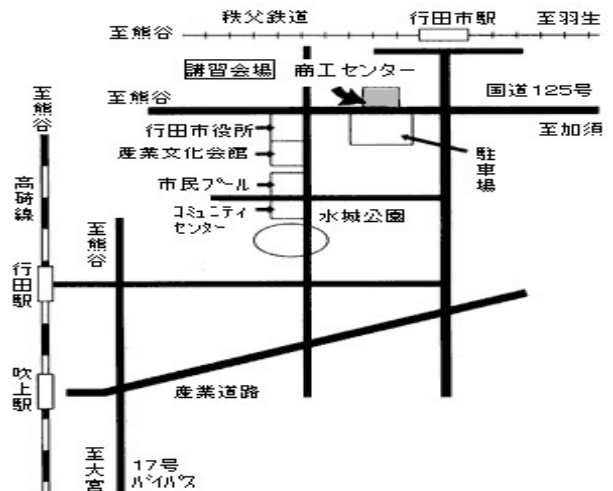 秩父鉄道
行田市駅
至羽生
至熊谷
講習会場
商工センター
至熊谷
国道125号
至加須
行田市役所
産業文化会館
駐車場
市民プール
コミュニティ
センター
水城公園
至熊谷
高碕線
至熊谷
行田駅
吹上駅
産業道路
至大宮
17号
バイパス